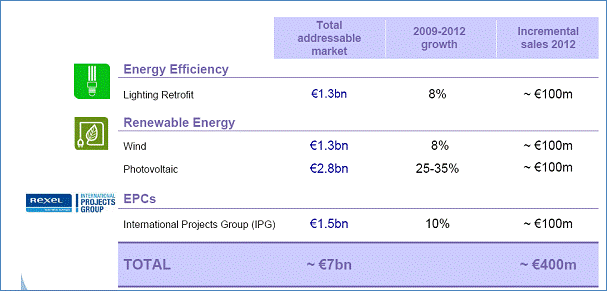 Total addressable market
2009-2012 growth
Incremental sales 2012
Energy Efficiency
Lighting Retrofit €1.3bn 8% ~ €100m
Renewable Energy
Wind €1.3bn 8% ~ €100m
Photovoltaic €2.8bn 25-35% ~ €100m
REXEL INTERNATIONAL PROJECTS GROUP
EPCs
International Projects Group (IPG) €1.5bn 10% ~ €100m
TOTAL ~ €7bn ~ €400m